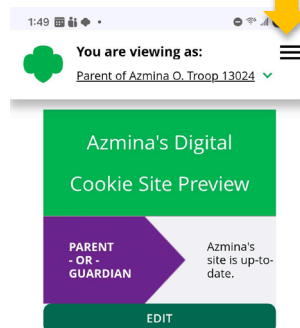 1:49
You are viewing as:
Parent of Azmina O. Troop 13024
Azmina's Digital
Cookie Site Preview
PARENT
- OR -
GUARDIAN
Azmina's
site is up-to-
date.
EDIT